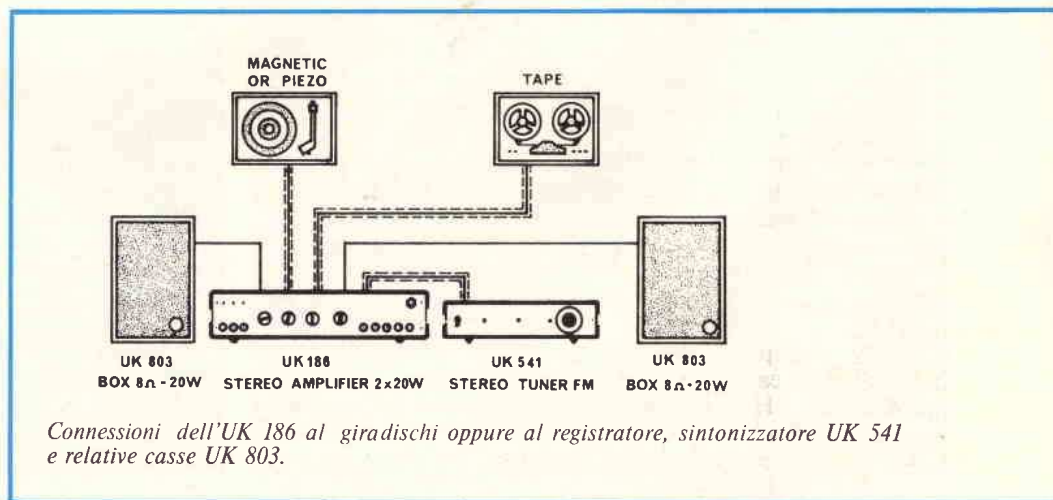 MAGNETIC
OR PIEZO
TAPE
UK 803
BOX 8Ω - 20W
UK 186
STEREO AMPLIFIER 2x20W
UK 541
STEREO TUNER FM
UK 803
BOX 8Ω - 20W
Connessioni dell'UK 186 al giradischi oppure al registratore, sintonizzatore UK 541
e relative casse UK 803.